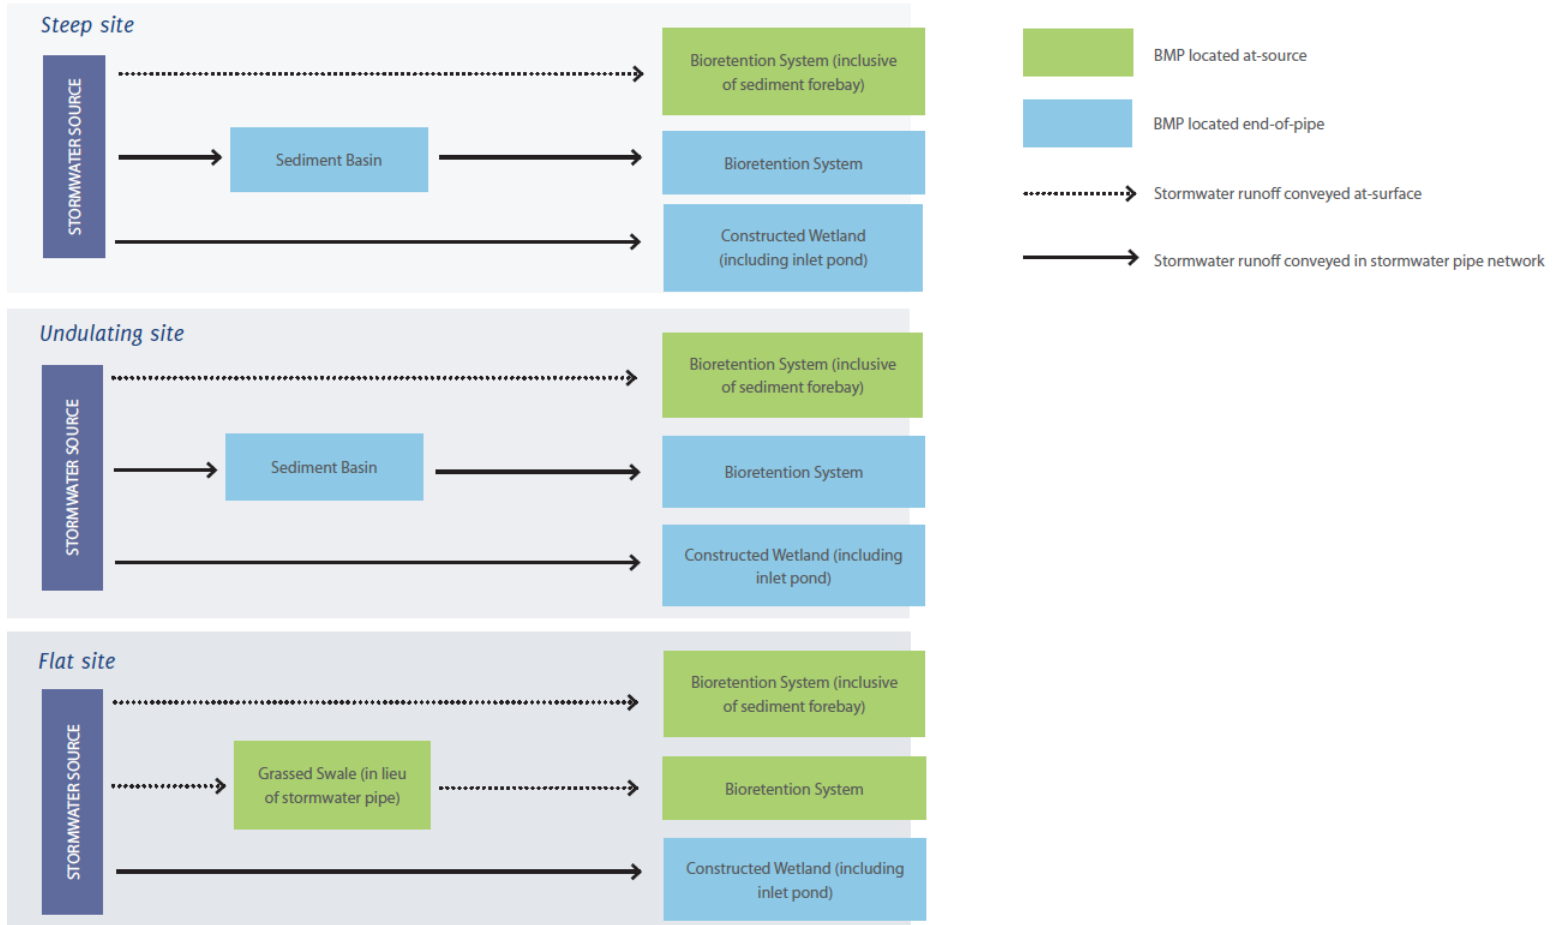 Steep site
STORMWATER SOURCE
Bioretention System (inclusive
of sediment forebay)
Sediment Basin
Bioretention System
Constructed Wetland
(including inlet pond)
BMP located at-source
BMP located end-of-pipe
Stormwater runoff conveyed at-surface
Stormwater runoff conveyed in stormwater pipe network
Undulating site
STORMWATER SOURCE
Bioretention System (inclusive
of sediment forebay)
Sediment Basin
Bioretention System
Constructed Wetland (including
inlet pond)
Flat site
STORMWATER SOURCE
Bioretention System (inclusive
of sediment forebay)
Grassed Swale (in lieu
of stormwater pipe)
Bioretention System
Constructed Wetland (including
inlet pond)